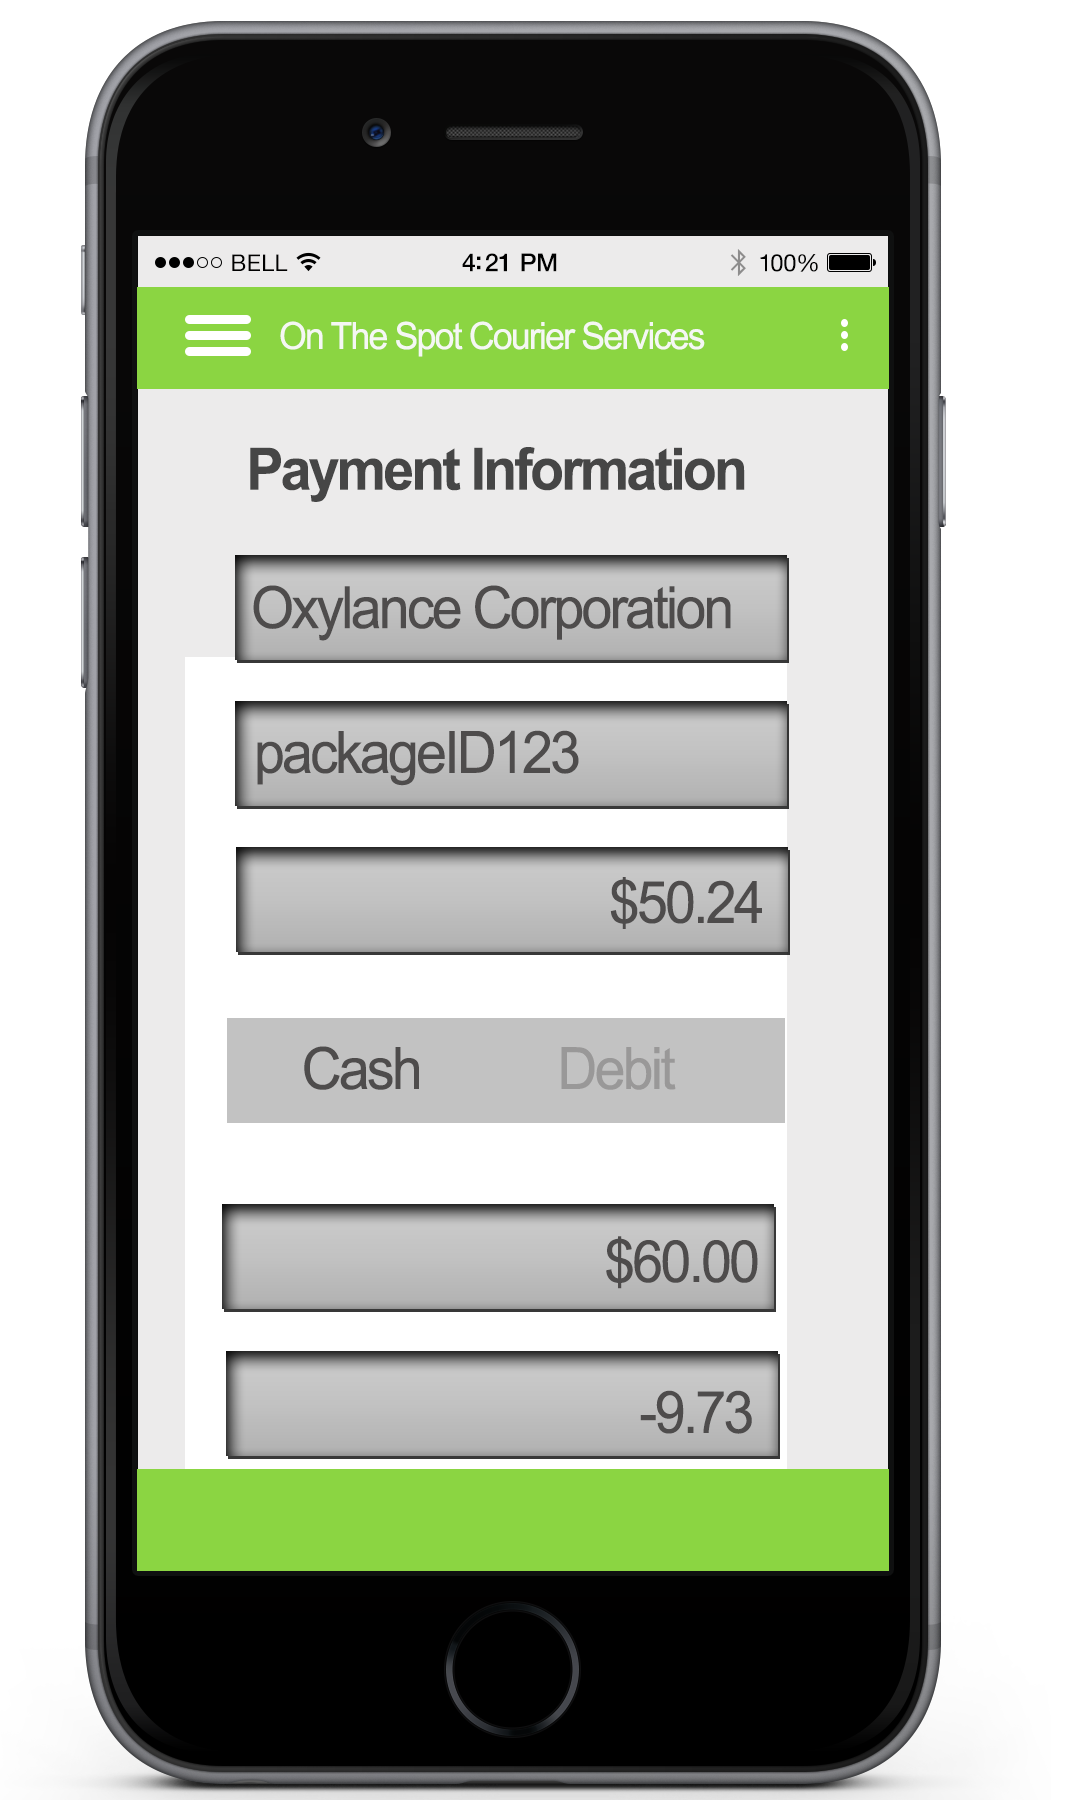 BELL 4:21 PM 100%
On The Spot Courier Services
Payment Information
Oxylance Corporation
packageID123
$50.24
Cash Debit
$60.00
-9.73